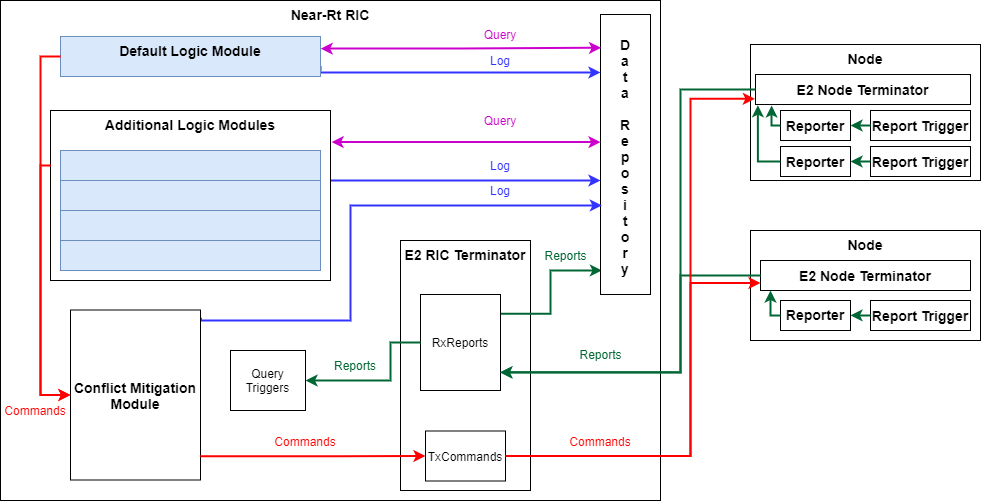 Near-Rt RIC
Default Logic Module
Query
Log
Additional Logic Modules
Query
Log
Log
Data Repository
E2 RIC Terminator
Reports
RxReports
Reports
Query
Triggers
Reports
Conflict Mitigation
Module
Commands
Commands
TxCommands
Commands
Node
E2 Node Terminator
Reporter
Report Trigger
Reporter
Report Trigger
Node
E2 Node Terminator
Reporter
Report Trigger